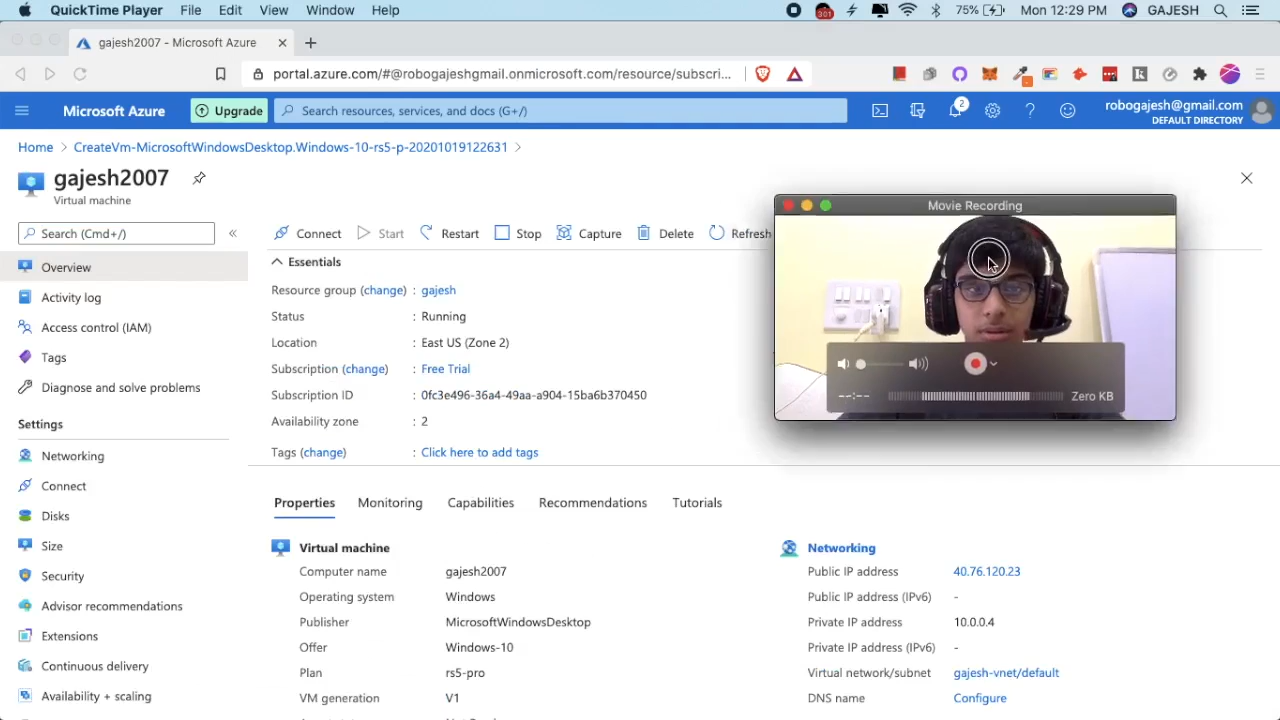 QuickTime Player File Edit View Window Help 301 75% Mon 12:29 PM GAJESH
gajesh2007 - Microsoft Azure
portal.azure.com/#@robogajeshgmail.onmicrosoft.com/resource/subscri...
Microsoft Azure Upgrade Search resources, services, and docs (G+/) 2 robogajesh@gmail.com
DEFAULT DIRECTORY
Home > CreateVm-MicrosoftWindowsDesktop.Windows-10-rs5-p-20201019122631 >
gajesh2007
Virtual machine
Movie Recording
Search (Cmd+/) « Connect Start Restart Stop Capture Delete Refresh
Overview
Activity log
Access control (IAM)
Tags
Diagnose and solve problems
Settings
Networking
Connect
Disks
Size
Security
Advisor recommendations
Extensions
Continuous delivery
Availability + scaling
Essentials
Resource group (change) : gajesh
Status : Running
Location : East US (Zone 2)
Subscription (change) : Free Trial
Subscription ID : 0fc3e496-36a4-49aa-a904-15ba6b370450
Availability zone : 2
Tags (change) : Click here to add tags
--:-- Zero KB
Properties Monitoring Capabilities Recommendations Tutorials
Virtual machine
Computer name gajesh2007
Operating system Windows
Publisher MicrosoftWindowsDesktop
Offer Windows-10
Plan rs5-pro
VM generation V1
Networking
Public IP address 40.76.120.23
Public IP address (IPv6) -
Private IP address 10.0.0.4
Private IP address (IPv6) -
Virtual network/subnet gajesh-vnet/default
DNS name Configure